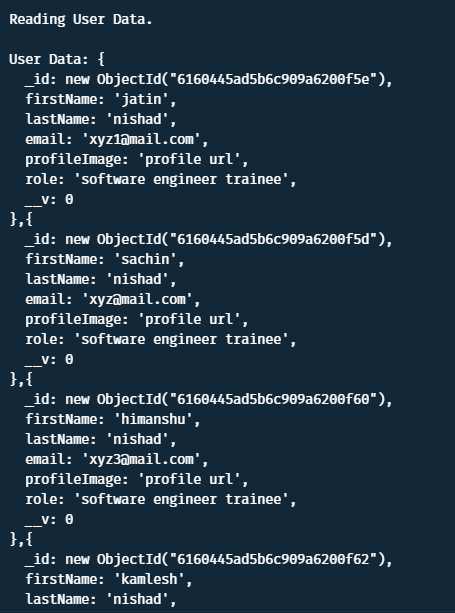 Reading User Data.
User Data: {
_id: new ObjectId("6160445ad5b6c909a6200f5e"),
firstName: 'jatin',
lastName: 'nishad',
email: 'xyz1@mail.com',
profileImage: 'profile url',
role: 'software engineer trainee',
__v: 0
},{
_id: new ObjectId("6160445ad5b6c909a6200f5d"),
firstName: 'sachin',
lastName: 'nishad',
email: 'xyz@mail.com',
profileImage: 'profile url',
role: 'software engineer trainee',
__v: 0
},{
_id: new ObjectId("6160445ad5b6c909a6200f60"),
firstName: 'himanshu',
lastName: 'nishad',
email: 'xyz3@mail.com',
profileImage: 'profile url',
role: 'software engineer trainee',
__v: 0
},{
_id: new ObjectId("6160445ad5b6c909a6200f62"),
firstName: 'kamlesh',
lastName: 'nishad',